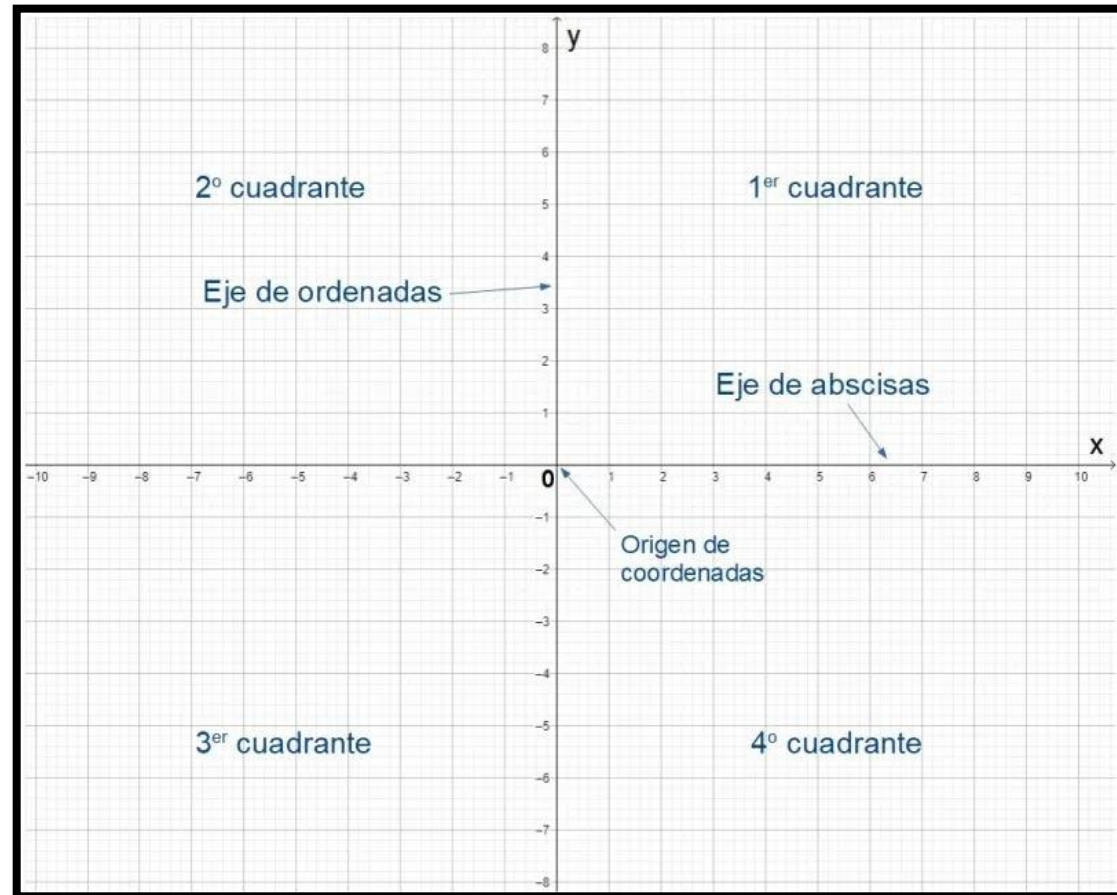 y
8
7
6
2º cuadrante
1er cuadrante
5
4
Eje de ordenadas
3
2
Eje de abscisas
1
x
–10 –9 –8 –7 –6 –5 –4 –3 –2 –1 0 1 2 3 4 5 6 7 8 9 10
–1
Origen de
coordenadas
–2
–3
–4
–5
3er cuadrante
4º cuadrante
–6
–7
–8